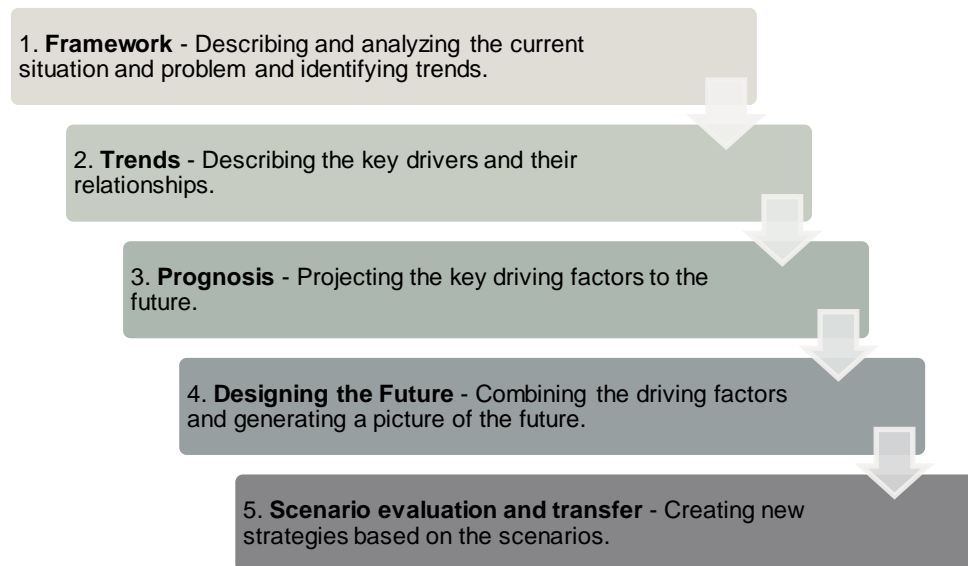 1. Framework - Describing and analyzing the current
situation and problem and identifying trends.
2. Trends - Describing the key drivers and their
relationships.
3. Prognosis - Projecting the key driving factors to the
future.
4. Designing the Future - Combining the driving factors
and generating a picture of the future.
5. Scenario evaluation and transfer - Creating new
strategies based on the scenarios.